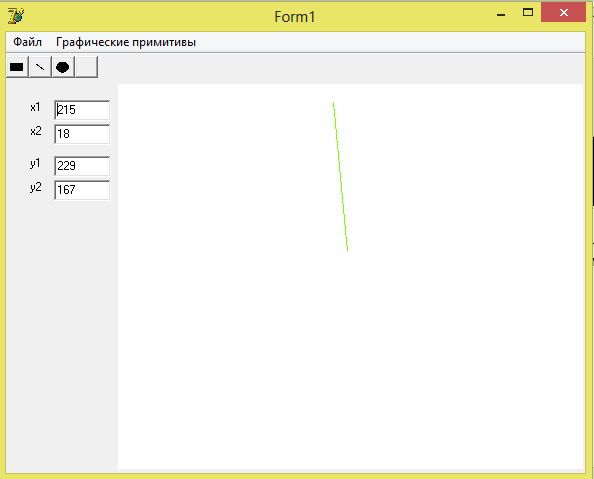 Form1
Файл Графические примитивы
x1 215
x2 18
y1 229
y2 167